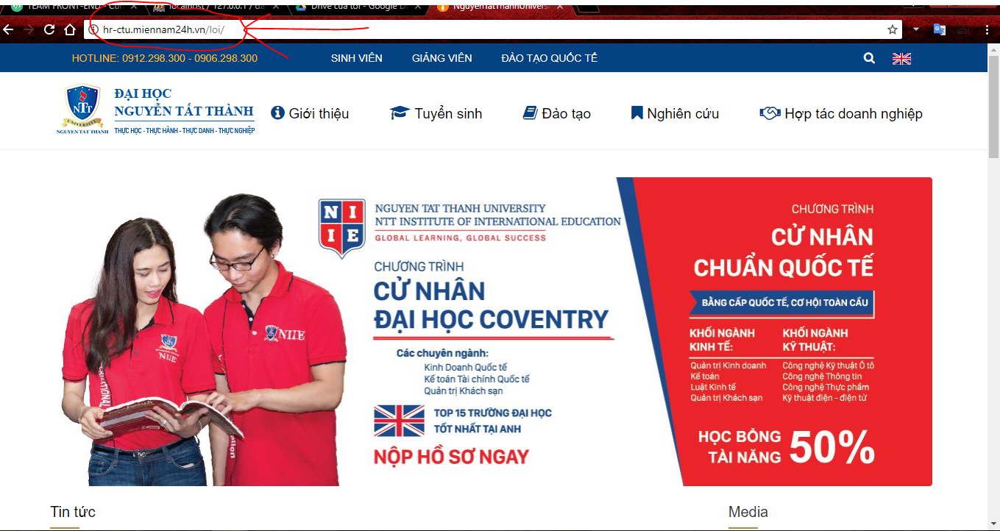 TEAM FRONT-END - Cun
localhost / 127.0.0.1 / da
Drive của tôi - Google D
NguyenTatThanhUnivers
hr-ctu.miennam24h.vn/loi/
HOTLINE: 0912.298.300 - 0906.298.300
SINH VIÊN
GIẢNG VIÊN
ĐÀO TẠO QUỐC TẾ
NTT
UNIVERSITY
NGUYEN TAT THANH
ĐẠI HỌC
NGUYỄN TẤT THÀNH
THỰC HỌC - THỰC HÀNH - THỰC DANH - THỰC NGHIỆP
Giới thiệu
Tuyển sinh
Đào tạo
Nghiên cứu
Hợp tác doanh nghiệp
NIIE
NIIE
NIIE
NGUYEN TAT THANH UNIVERSITY
NTT INSTITUTE OF INTERNATIONAL EDUCATION
GLOBAL LEARNING, GLOBAL SUCCESS
CHƯƠNG TRÌNH
CỬ NHÂN
ĐẠI HỌC COVENTRY
Các chuyên ngành:
Kinh Doanh Quốc tế
Kế toán Tài chính Quốc tế
Quản trị Khách sạn
TOP 15 TRƯỜNG ĐẠI HỌC
TỐT NHẤT TẠI ANH
NỘP HỒ SƠ NGAY
CHƯƠNG TRÌNH
CỬ NHÂN
CHUẨN QUỐC TẾ
BẰNG CẤP QUỐC TẾ, CƠ HỘI TOÀN CẦU
KHỐI NGÀNH
KINH TẾ:
Quản trị Kinh doanh
Kế toán
Luật Kinh tế
Quản trị Khách sạn
KHỐI NGÀNH
KỸ THUẬT:
Công nghệ Kỹ thuật Ô tô
Công nghệ Thông tin
Công nghệ Thực phẩm
Kỹ thuật điện - điện tử
HỌC BỔNG
TÀI NĂNG
50%
Tin tức
Media